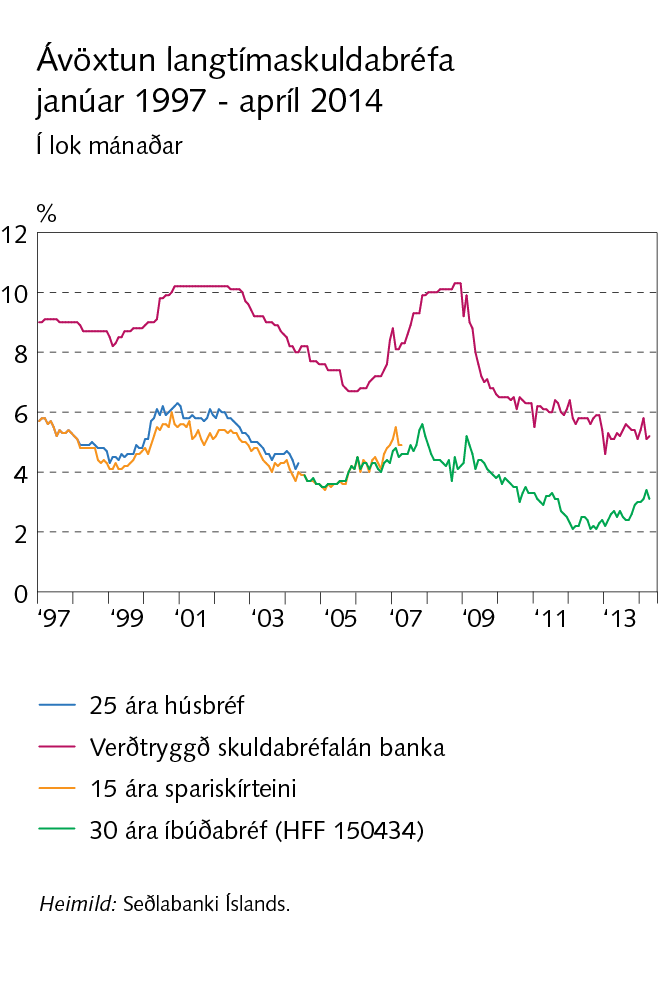 Ávöxtun langtímaskuldabréfa
janúar 1997 - apríl 2014
Í lok mánaðar
%
12
10
8
6
4
2
0
‘97 ‘99 ‘01 ‘03 ‘05 ‘07 ‘09 ‘11 ‘13
25 ára húsbréf
Verðtryggð skuldabréfalán banka
15 ára spariskírteini
30 ára íbúðabréf (HFF 150434)
Heimild: Seðlabanki Íslands.